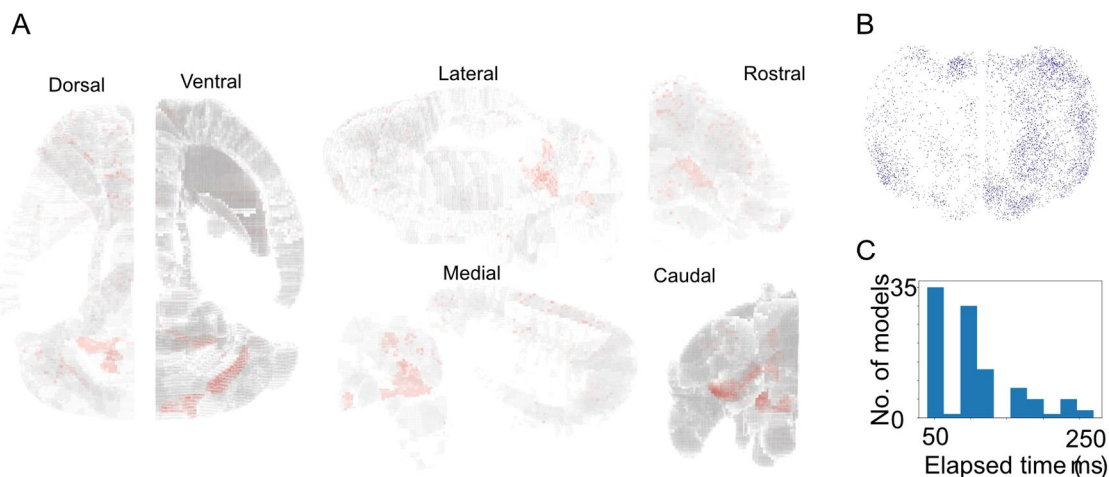 A
Dorsal
Ventral
Lateral
Rostral
Medial
Caudal
B
C
No. of models
35
0
50
250
Elapsed time (ms)